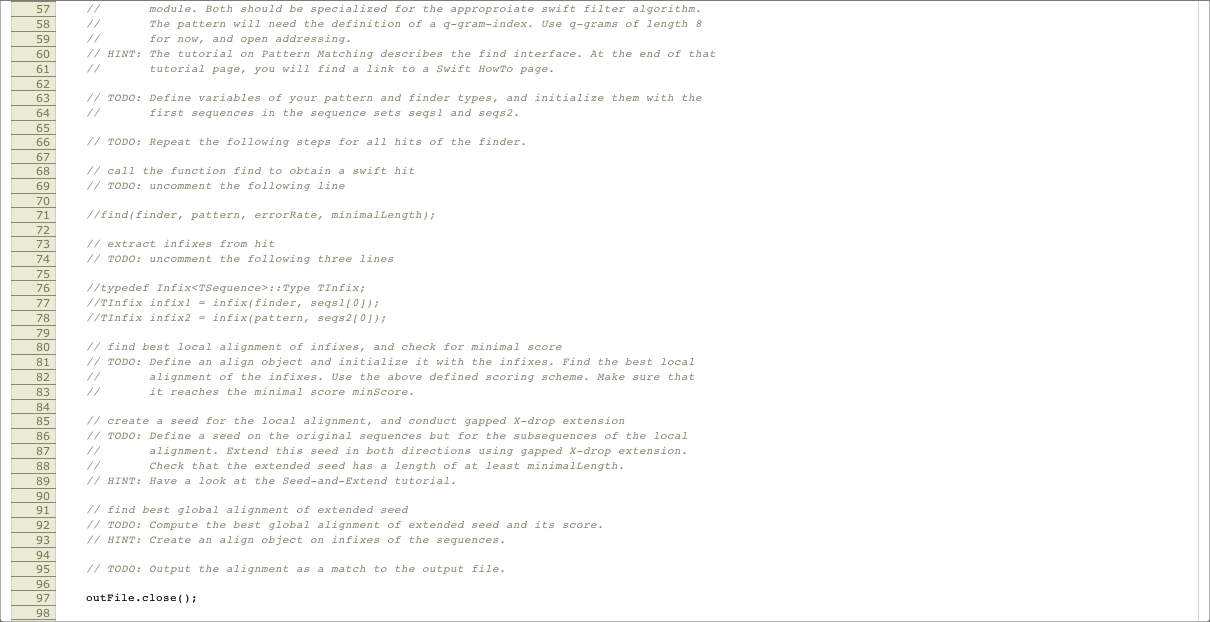 57 //       module. Both should be specialized for the approproiate swift filter algorithm.
58 //       The pattern will need the definition of a q-gram-index. Use q-grams of length 8
59 //       for now, and open addressing.
60 // HINT: The tutorial on Pattern Matching describes the find interface. At the end of that
61 //       tutorial page, you will find a link to a Swift HowTo page.
62
63 // TODO: Define variables of your pattern and finder types, and initialize them with the
64 //       first sequences in the sequence sets seqs1 and seqs2.
65
66 // TODO: Repeat the following steps for all hits of the finder.
67
68 // call the function find to obtain a swift hit
69 // TODO: uncomment the following line
70
71 //find(finder, pattern, errorRate, minimalLength);
72
73 // extract infixes from hit
74 // TODO: uncomment the following three lines
75
76 //typedef Infix<TSequence>::Type TInfix;
77 //TInfix infix1 = infix(finder, seqs1[0]);
78 //TInfix infix2 = infix(pattern, seqs2[0]);
79
80 // find best local alignment of infixes, and check for minimal score
81 // TODO: Define an align object and initialize it with the infixes. Find the best local
82 //       alignment of the infixes. Use the above defined scoring scheme. Make sure that
83 //       it reaches the minimal score minScore.
84
85 // create a seed for the local alignment, and conduct gapped X-drop extension
86 // TODO: Define a seed on the original sequences but for the subsequences of the local
87 //       alignment. Extend this seed in both directions using gapped X-drop extension.
88 //       Check that the extended seed has a length of at least minimalLength.
89 // HINT: Have a look at the Seed-and-Extend tutorial.
90
91 // find best global alignment of extended seed
92 // TODO: Compute the best global alignment of extended seed and its score.
93 // HINT: Create an align object on infixes of the sequences.
94
95 // TODO: Output the alignment as a match to the output file.
96
97 outFile.close();
98